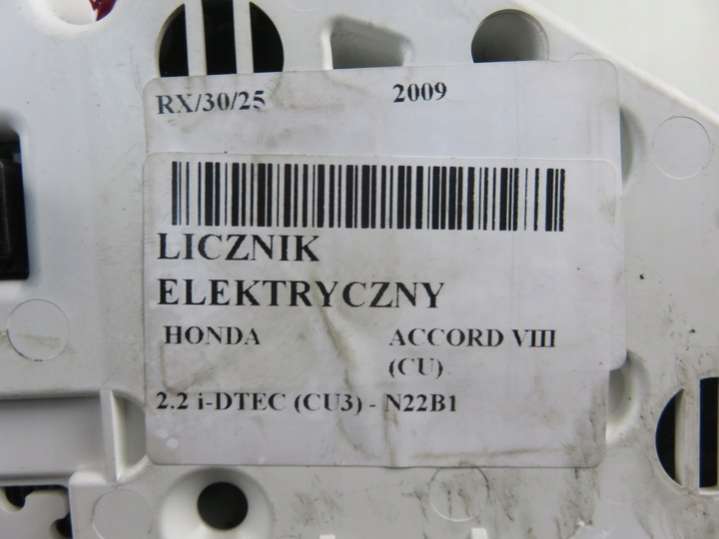 RX/30/25 2009
LICZNIK
ELEKTRYCZNY
HONDA ACCORD VIII
(CU)
2.2 i-DTEC (CU3) - N22B1